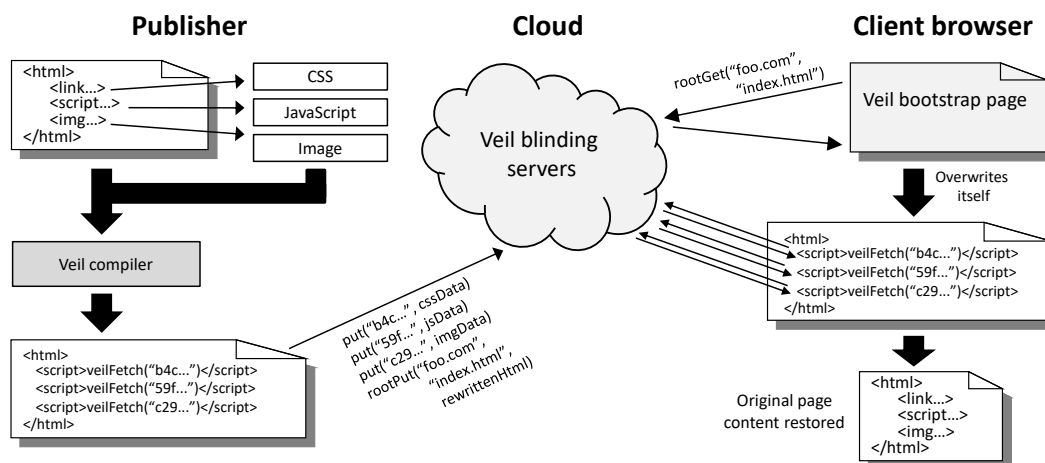 Publisher
<html>
<link...>
<script...>
<img...>
</html>
CSS
JavaScript
Image
Veil compiler
<html>
<script>veilFetch(“b4c...”)</script>
<script>veilFetch(“59f...”)</script>
<script>veilFetch(“c29...”)</script>
</html>
put(“b4c...”, cssData)
put(“59f...”, jsData)
put(“c29...”, imgData)
rootPut(“foo.com”,
“index.html”,
rewrittenHtml)
Cloud
Veil blinding
servers
rootGet(“foo.com”,
“index.html”)
Client browser
Veil bootstrap page
Overwrites
itself
<html>
<script>veilFetch(“b4c...”)</script>
<script>veilFetch(“59f...”)</script>
<script>veilFetch(“c29...”)</script>
</html>
Original page
content restored
<html>
<link...>
<script...>
<img...>
</html>